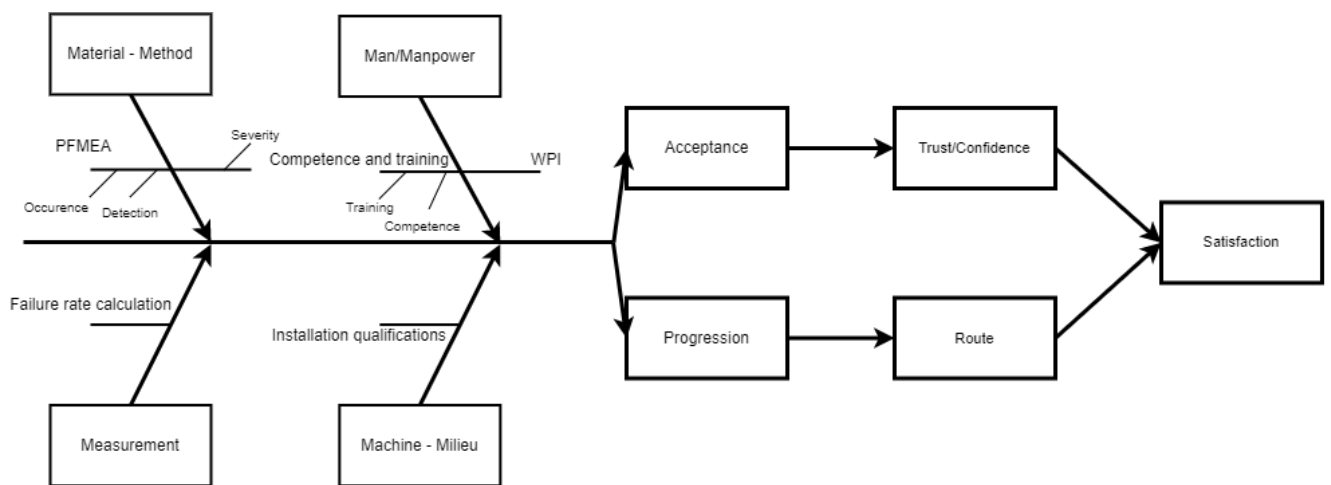 Material - Method
Man/Manpower
Severity
PFMEA
Competence and training
WPI
Acceptance
Trust/Confidence
Occurence
Detection
Training
Competence
Satisfaction
Failure rate calculation
Installation qualifications
Progression
Route
Measurement
Machine - Milieu